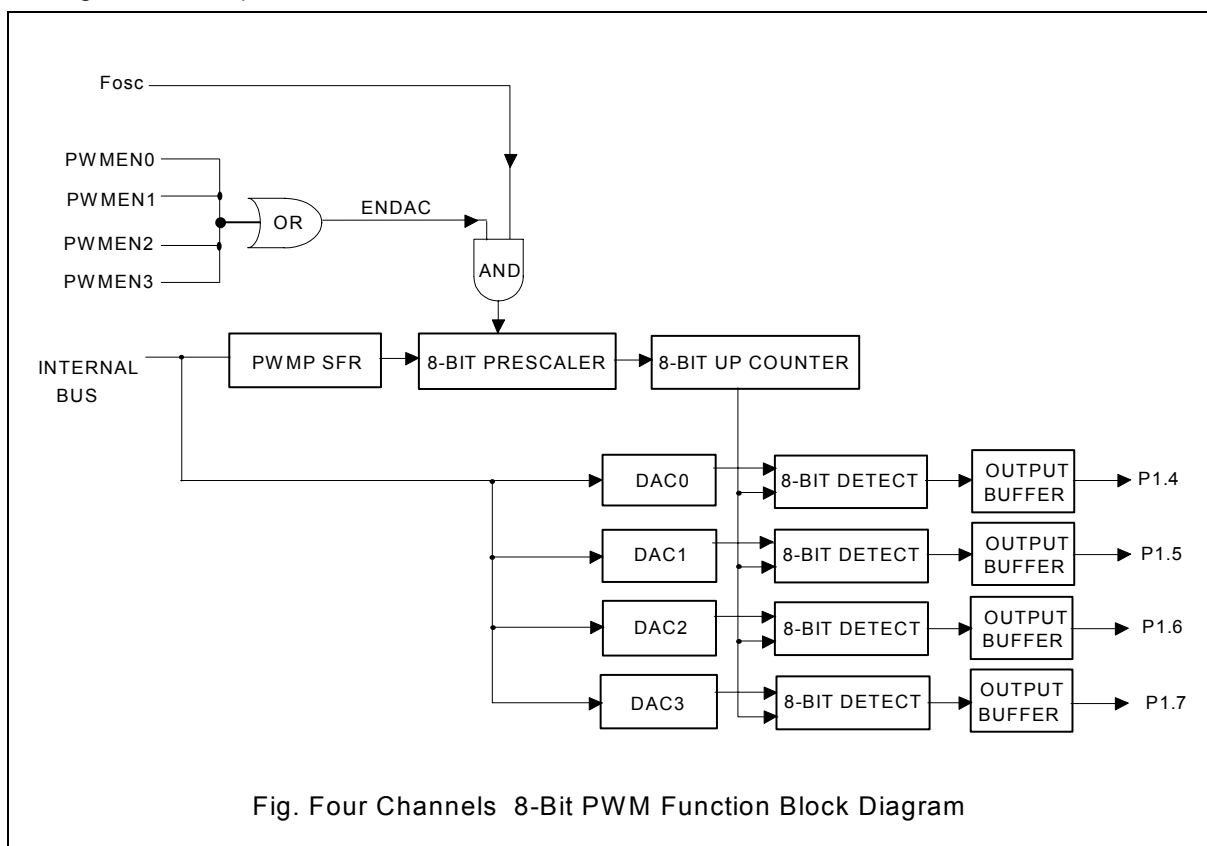 Fosc
PWMEN0
PWMEN1
PWMEN2
PWMEN3
OR
ENDAC
AND
INTERNAL
BUS
PWMP SFR
8-BIT PRESCALER
8-BIT UP COUNTER
DAC0
8-BIT DETECT
OUTPUT
BUFFER
P1.4
DAC1
8-BIT DETECT
OUTPUT
BUFFER
P1.5
DAC2
8-BIT DETECT
OUTPUT
BUFFER
P1.6
DAC3
8-BIT DETECT
OUTPUT
BUFFER
P1.7
Fig. Four Channels 8-Bit PWM Function Block Diagram